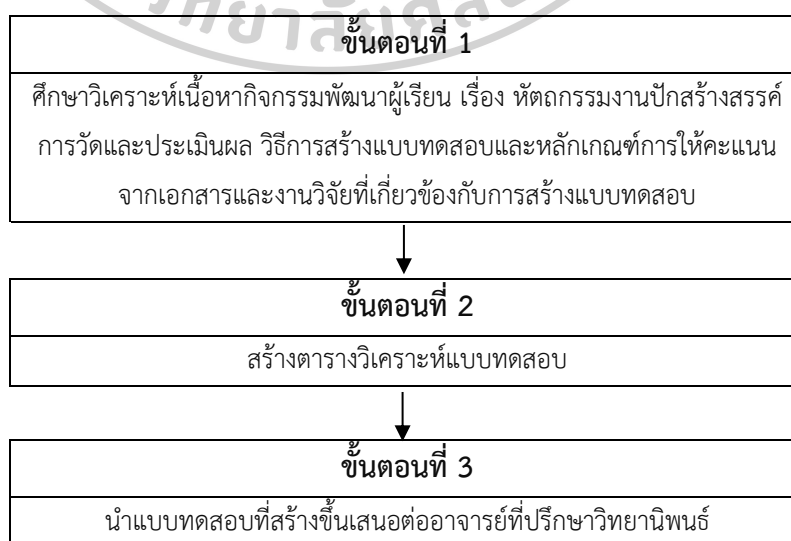 ขั้นตอนที่ 1
ศึกษาวิเคราะห์เนื้อหากิจกรรมพัฒนาผู้เรียน เรื่อง หัตถกรรมงานปักสร้างสรรค์
การวัดและประเมินผล วิธีการสร้างแบบทดสอบและหลักเกณฑ์การให้คะแนน
จากเอกสารและงานวิจัยที่เกี่ยวข้องกับการสร้างแบบทดสอบ
ขั้นตอนที่ 2
สร้างตารางวิเคราะห์แบบทดสอบ
ขั้นตอนที่ 3
นำแบบทดสอบที่สร้างขึ้นเสนอต่ออาจารย์ที่ปรึกษาวิทยานิพนธ์